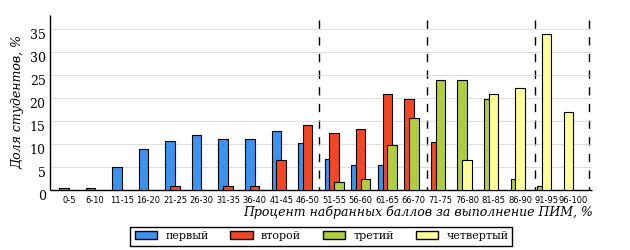 35
30
25
20
15
10
5
0
Доля студентов, %
0-5 6-10 11-15 16-20 21-25 26-30 31-35 36-40 41-45 46-50 51-55 56-60 61-65 66-70 71-75 76-80 81-85 86-90 91-95 96-100
Процент набранных баллов за выполнение ПИМ, %
первый второй третий четвертый